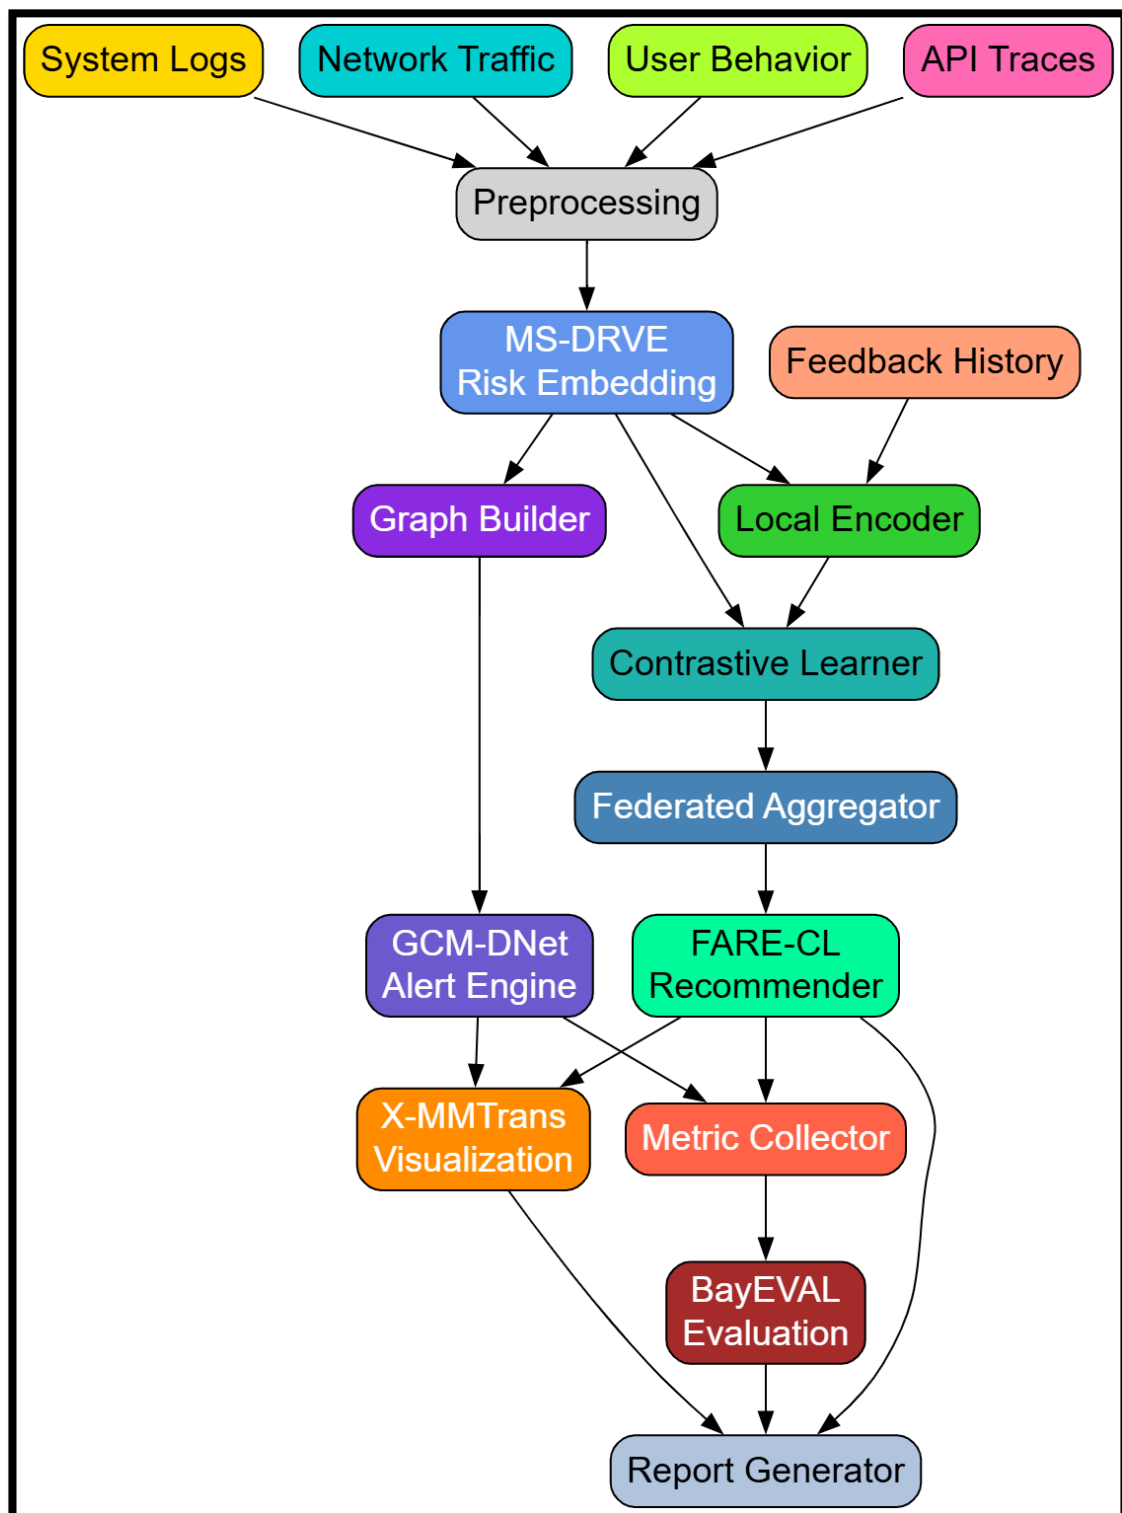 System Logs
Network Traffic
User Behavior
API Traces
Preprocessing
MS-DRVE
Risk Embedding
Feedback History
Graph Builder
Local Encoder
Contrastive Learner
Federated Aggregator
GCM-DNet
Alert Engine
FARE-CL
Recommender
X-MMTrans
Visualization
Metric Collector
BayEVAL
Evaluation
Report Generator